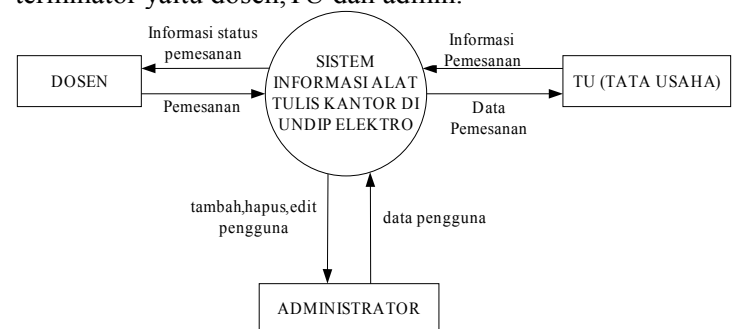 terminator yaitu dosen,TU dan admin.
Informasi status
pemesanan
DOSEN
Pemesanan
SISTEM
INFORMASI ALAT
TULIS KANTOR DI
UNDIP ELEKTRO
Informasi
Pemesanan
TU (TATA USAHA)
Data
Pemesanan
tambah,hapus,edit
pengguna
data pengguna
ADMINISTRATOR